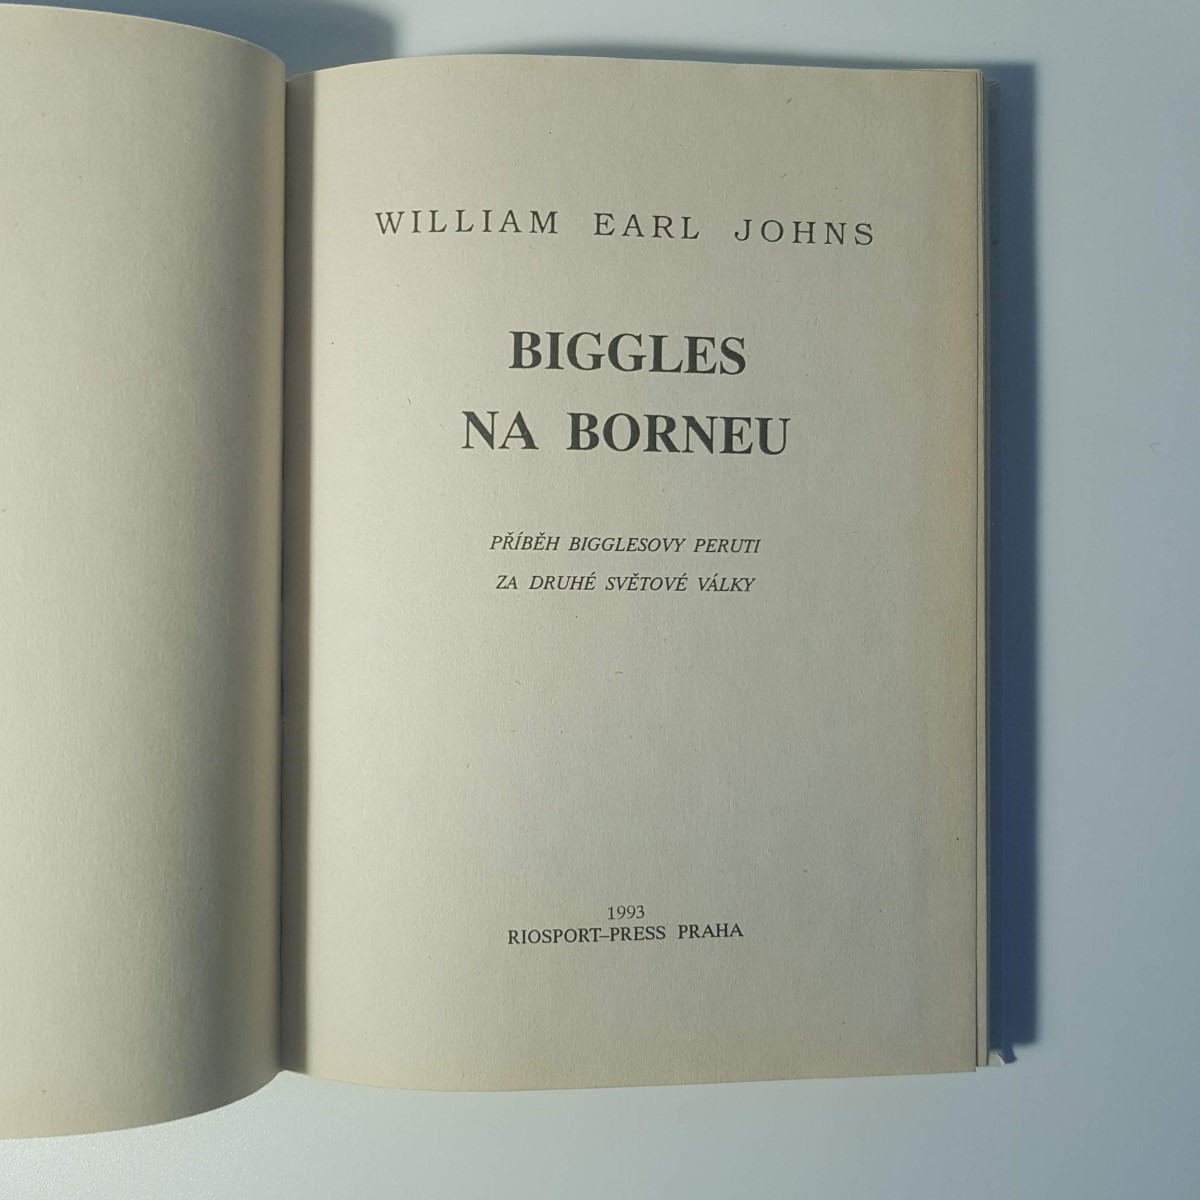 WILLIAM EARL JOHNS
BIGGLES
NA BORNEU
PŘÍBĚH BIGGLESOVY PERUTI
ZA DRUHÉ SVĚTOVÉ VÁLKY
1993
RIOSPORT–PRESS PRAHA